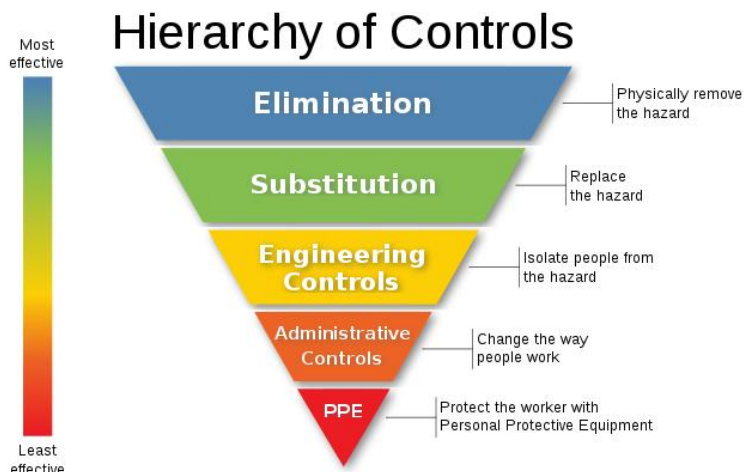 Hierarchy of Controls
Most
effective
Elimination
Physically remove
the hazard
Substitution
Replace
the hazard
Engineering
Controls
Isolate people from
the hazard
Administrative
Controls
Change the way
people work
PPE
Protect the worker with
Personal Protective Equipment
Least
effective